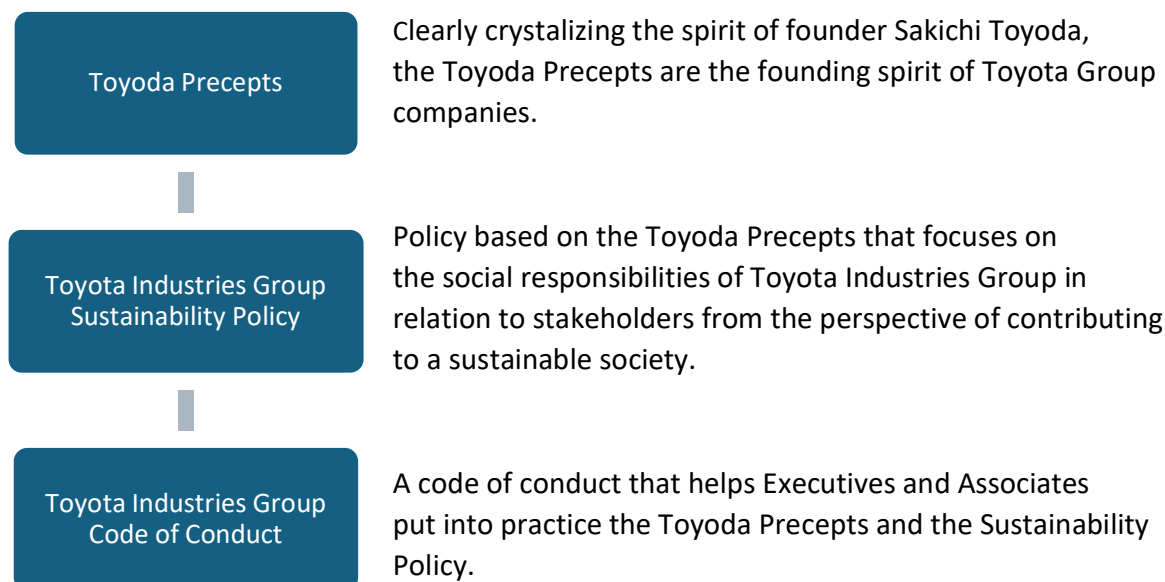 Toyoda Precepts
Clearly crystalizing the spirit of founder Sakichi Toyoda,
the Toyoda Precepts are the founding spirit of Toyota Group
companies.
Toyota Industries Group
Sustainability Policy
Policy based on the Toyoda Precepts that focuses on
the social responsibilities of Toyota Industries Group in
relation to stakeholders from the perspective of contributing
to a sustainable society.
Toyota Industries Group
Code of Conduct
A code of conduct that helps Executives and Associates
put into practice the Toyoda Precepts and the Sustainability
Policy.